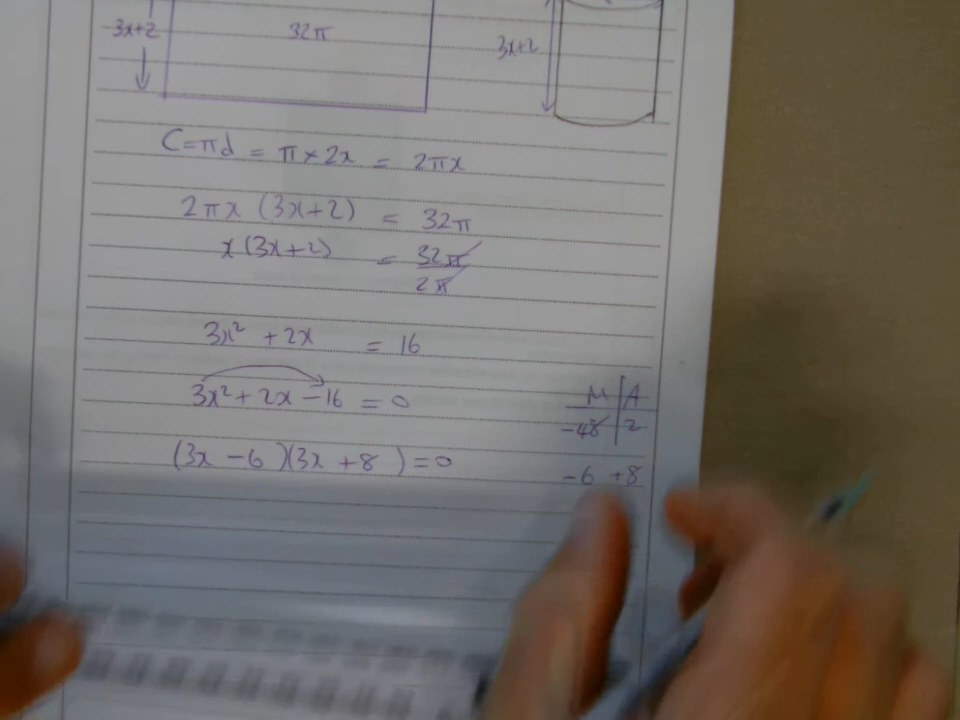 3x+2
32π
3x+2
C=πd = π×2x = 2πx
2πx (3x+2) = 32π
x(3x+2) = 32π/2π
3x² + 2x = 16
3x² + 2x - 16 = 0
M A
-48 2
(3x - 6)(3x + 8) = 0
-6 +8